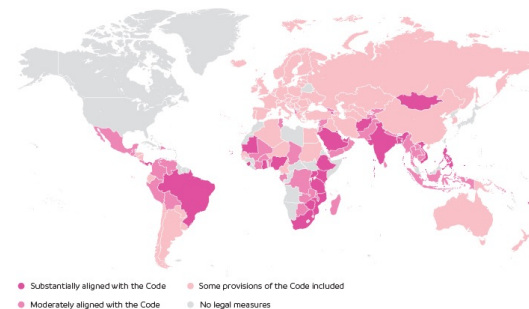 Substantially aligned with the Code
Some provisions of the Code included
Moderately aligned with the Code
No legal measures